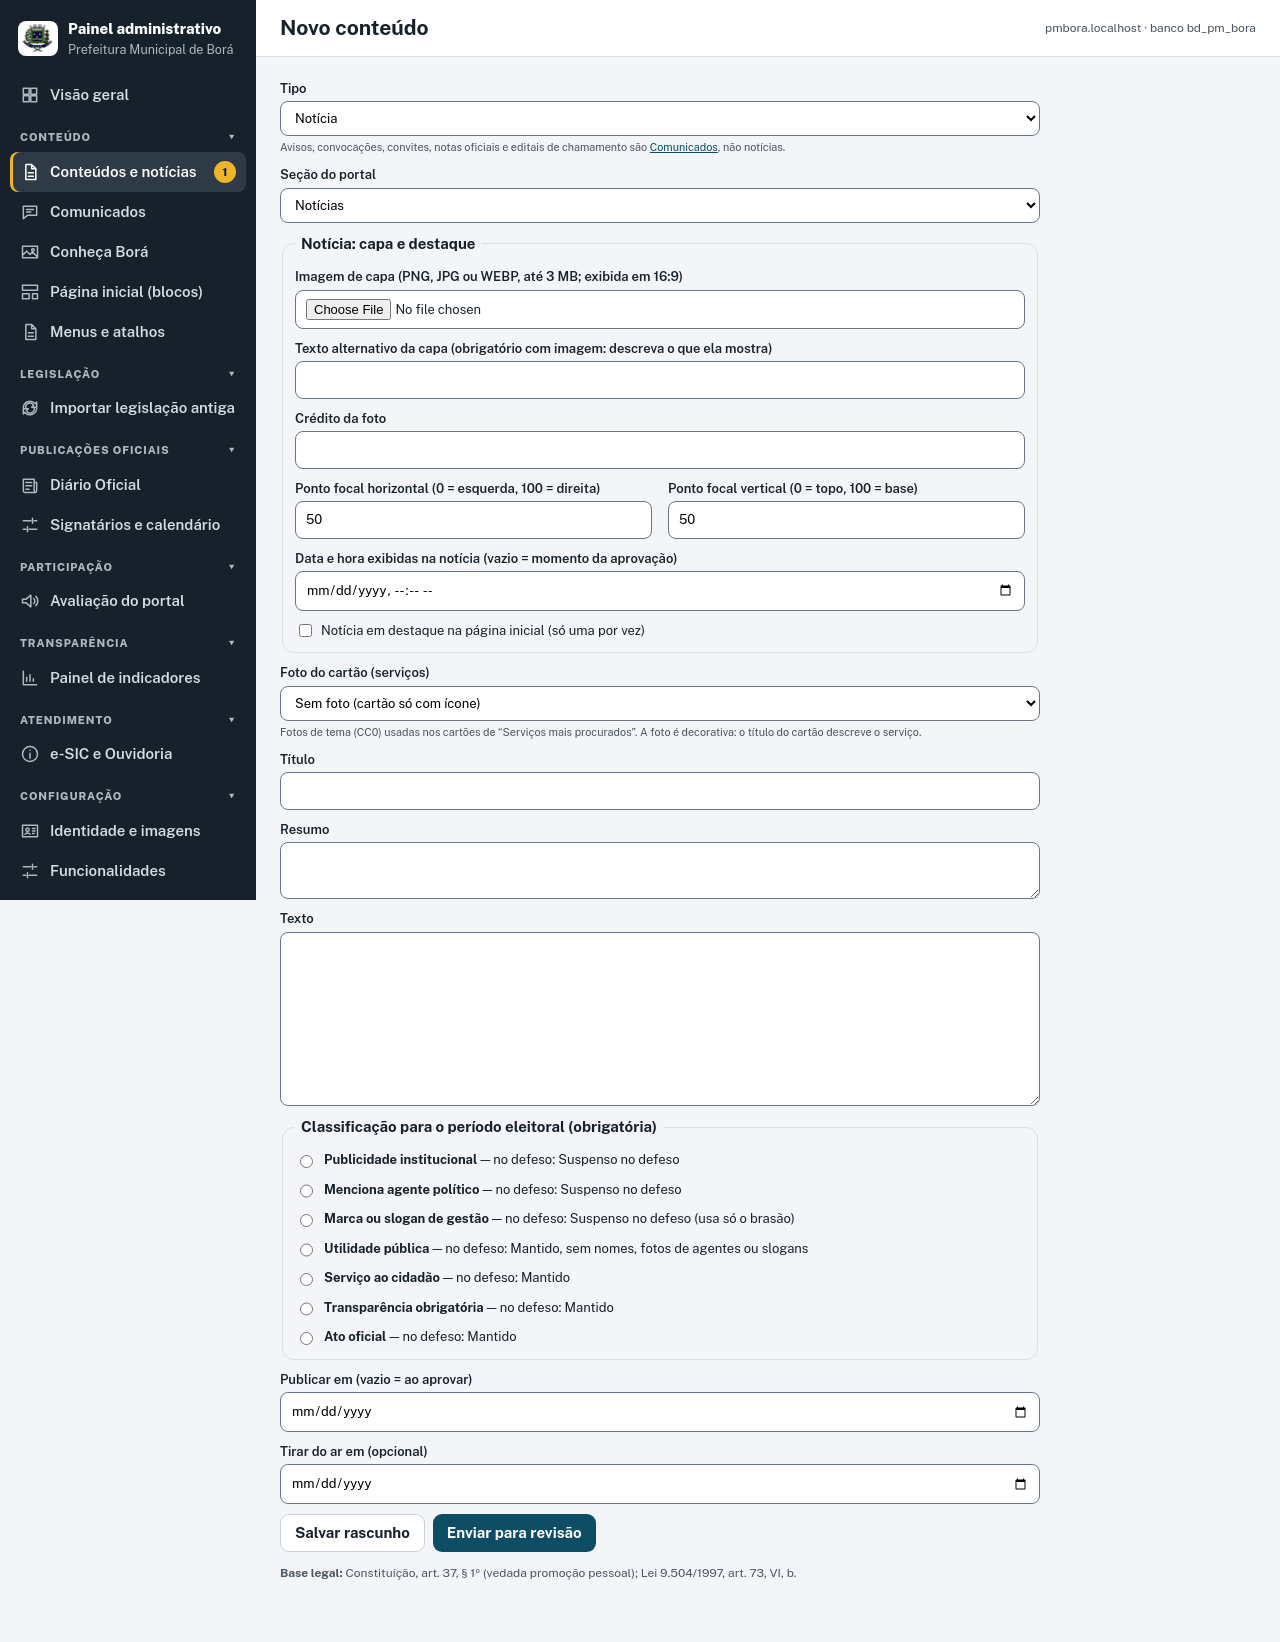 Painel administrativo
Prefeitura Municipal de Borá
Visão geral
CONTEÚDO
Conteúdos e notícias 1
Comunicados
Conheça Borá
Página inicial (blocos)
Menus e atalhos
LEGISLAÇÃO
Importar legislação antiga
PUBLICAÇÕES OFICIAIS
Diário Oficial
Signatários e calendário
PARTICIPAÇÃO
Avaliação do portal
TRANSPARÊNCIA
Painel de indicadores
ATENDIMENTO
e-SIC e Ouvidoria
CONFIGURAÇÃO
Identidade e imagens
Funcionalidades
Novo conteúdo
pmbora.localhost · banco bd_pm_bora
Tipo
Notícia
Avisos, convocações, convites, notas oficiais e editais de chamamento são Comunicados, não notícias.
Seção do portal
Notícias
Notícia: capa e destaque
Imagem de capa (PNG, JPG ou WEBP, até 3 MB; exibida em 16:9)
Choose File No file chosen
Texto alternativo da capa (obrigatório com imagem: descreva o que ela mostra)
Crédito da foto
Ponto focal horizontal (0 = esquerda, 100 = direita) Ponto focal vertical (0 = topo, 100 = base)
50 50
Data e hora exibidas na notícia (vazio = momento da aprovação)
mm/dd/yyyy, --:-- --
Notícia em destaque na página inicial (só uma por vez)
Foto do cartão (serviços)
Sem foto (cartão só com ícone)
Fotos de tema (CC0) usadas nos cartões de “Serviços mais procurados”. A foto é decorativa: o título do cartão descreve o serviço.
Título
Resumo
Texto
Classificação para o período eleitoral (obrigatória)
Publicidade institucional — no defeso: Suspenso no defeso
Menciona agente político — no defeso: Suspenso no defeso
Marca ou slogan de gestão — no defeso: Suspenso no defeso (usa só o brasão)
Utilidade pública — no defeso: Mantido, sem nomes, fotos de agentes ou slogans
Serviço ao cidadão — no defeso: Mantido
Transparência obrigatória — no defeso: Mantido
Ato oficial — no defeso: Mantido
Publicar em (vazio = ao aprovar)
mm/dd/yyyy
Tirar do ar em (opcional)
mm/dd/yyyy
Salvar rascunho Enviar para revisão
Base legal: Constituição, art. 37, § 1º (vedada promoção pessoal); Lei 9.504/1997, art. 73, VI, b.